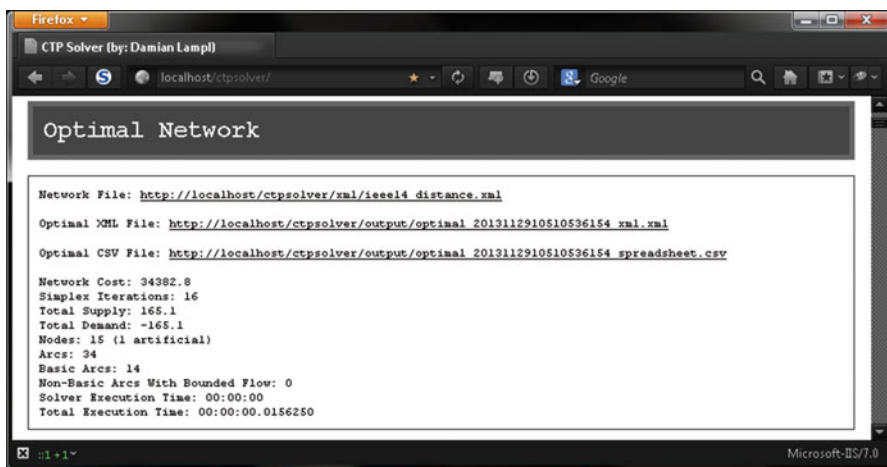 Firefox
CTP Solver (by: Damian Lampl)
localhost/ctpsolver/
Google
Optimal Network
Network File: http://localhost/ctpsolver/xml/ieee14_distance.xml
Optimal XML File: http://localhost/ctpsolver/output/optimal_2013112910510536154_xml.xml
Optimal CSV File: http://localhost/ctpsolver/output/optimal_2013112910510536154_spreadsheet.csv
Network Cost: 34382.8
Simplex Iterations: 16
Total Supply: 165.1
Total Demand: -165.1
Nodes: 15 (1 artificial)
Arcs: 34
Basic Arcs: 14
Non-Basic Arcs With Bounded Flow: 0
Solver Execution Time: 00:00:00
Total Execution Time: 00:00:00.0156250
::1 +1
Microsoft-IIS/7.0